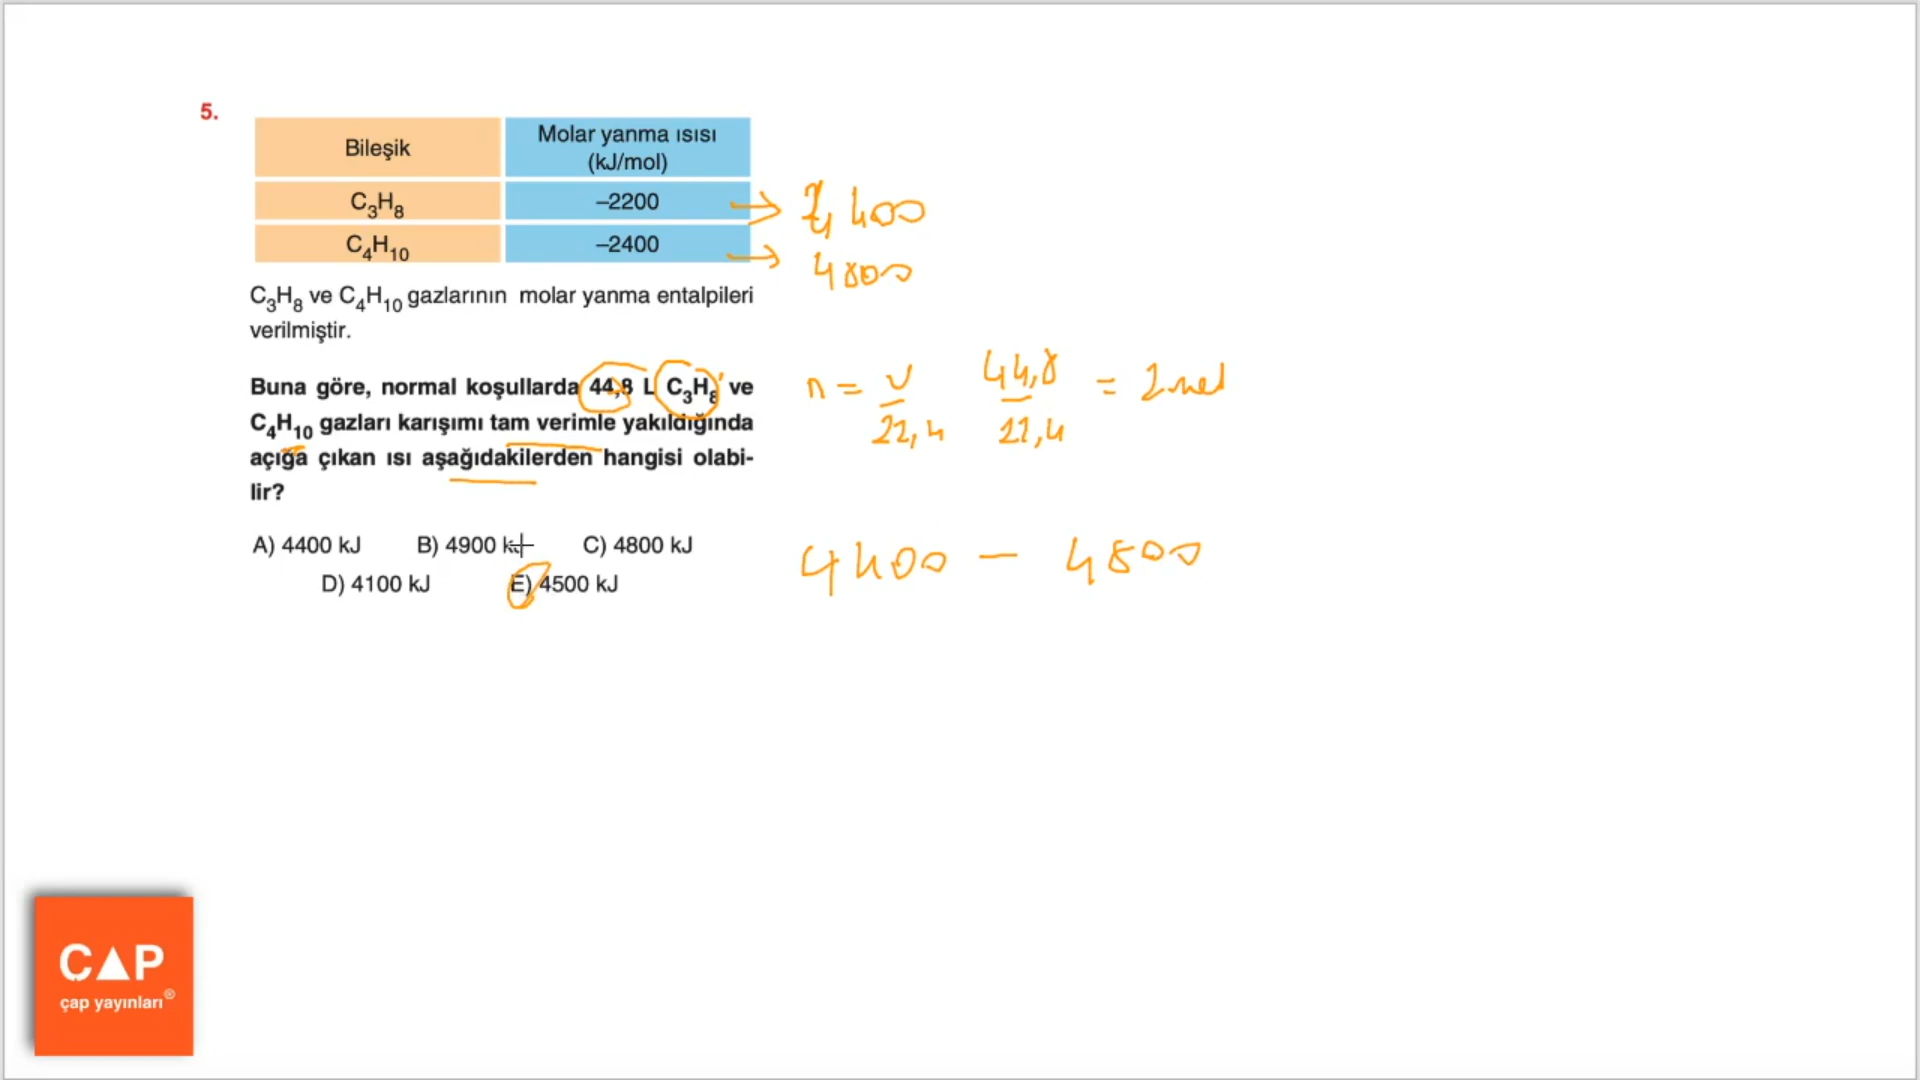 5.
Bileşik
Molar yanma ısısı
(kJ/mol)
C₃H₈
–2200
4400
C₄H₁₀
–2400
4800
C₃H₈ ve C₄H₁₀ gazlarının molar yanma entalpileri
verilmiştir.
Buna göre, normal koşullarda 44,8 L C₃H₈ ve
C₄H₁₀ gazları karışımı tam verimle yakıldığında
açığa çıkan ısı aşağıdakilerden hangisi olabi-
lir?
n = V/22,4 44,8/22,4 = 2 mol
A) 4400 kJ B) 4900 kJ C) 4800 kJ
D) 4100 kJ E) 4500 kJ
4400 – 4800
CAP
çap yayınları®